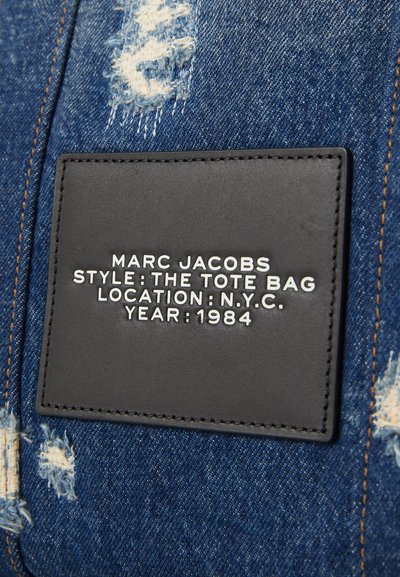 MARC JACOBS
STYLE: THE TOTE BAG
LOCATION: N.Y.C.
YEAR: 1984